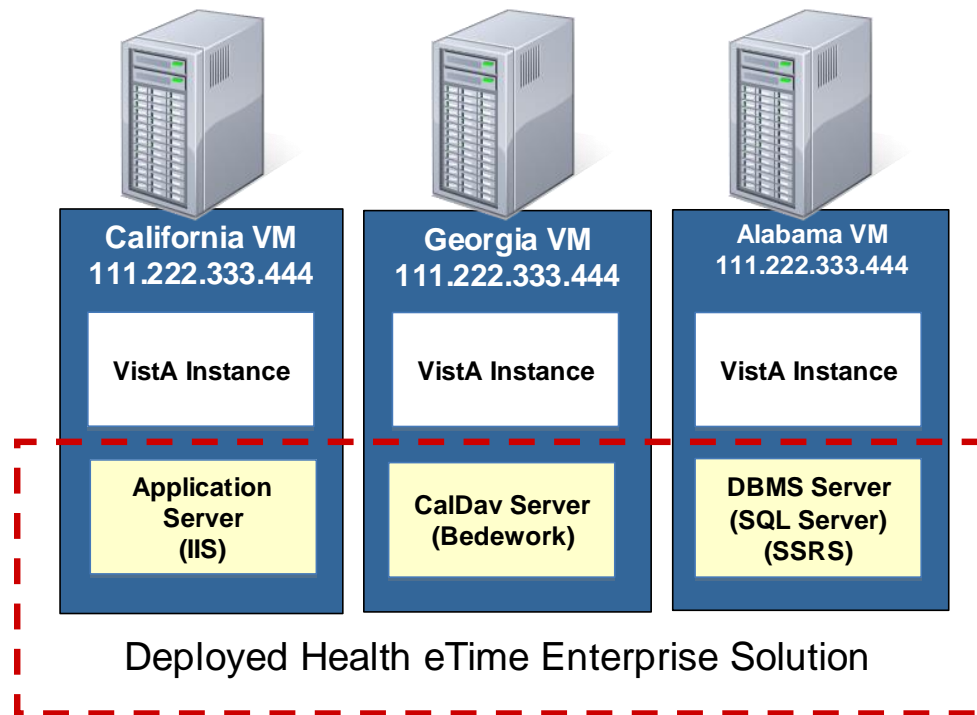 California VM
111.222.333.444
Georgia VM
111.222.333.444
Alabama VM
111.222.333.444
VistA Instance
VistA Instance
VistA Instance
Application
Server
(IIS)
CalDav Server
(Bedework)
DBMS Server
(SQL Server)
(SSRS)
Deployed Health eTime Enterprise Solution